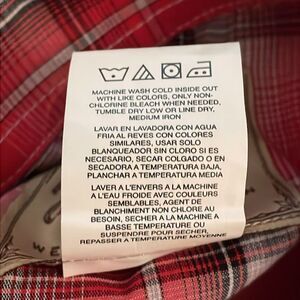 MACHINE WASH COLD INSIDE OUT
WITH LIKE COLORS, ONLY NON-
CHLORINE BLEACH WHEN NEEDED,
TUMBLE DRY LOW OR LINE DRY,
MEDIUM IRON
LAVAR EN LAVADORA CON AGUA
FRIA AL REVES CON COLORES
SIMILARES, USAR SOLO
BLANQUEADOR SIN CLORO SI ES
NECESARIO, SECAR COLGADO O EN
SECADORA A TEMPERATURA BAJA,
PLANCHAR A TEMPERATURA MEDIA
LAVER A L'ENVERS A LA MACHINE
A L'EAU FROIDE AVEC COULEURS
SEMBLABLES, AGENT DE
BLANCHIMENT NON CHLORE AU
BESOIN, SECHER A LA MACHINE A
BASSE TEMPERATURE OU
SUSPENDRE POUR SECHER,
REPASSER A TEMPERATURE MOYENNE